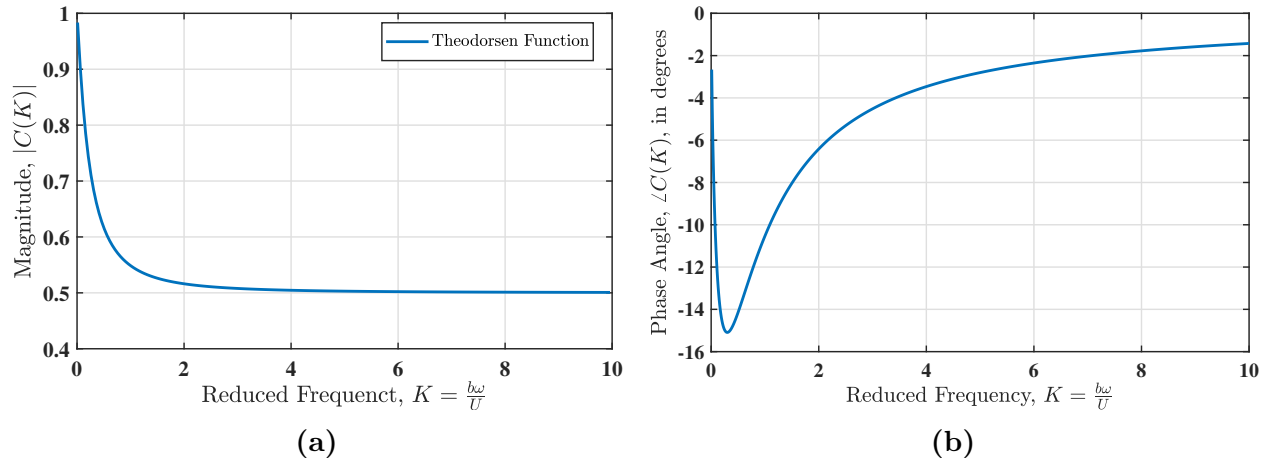 1
0.9
0.8
0.7
0.6
0.5
0.4
0 2 4 6 8 10
Magnitude, |C(K)|
Theodorsen Function
Reduced Frequenct, K = bω/U
(a)
0
-2
-4
-6
-8
-10
-12
-14
-16
0 2 4 6 8 10
Phase Angle, ∠C(K), in degrees
Reduced Frequency, K = bω/U
(b)